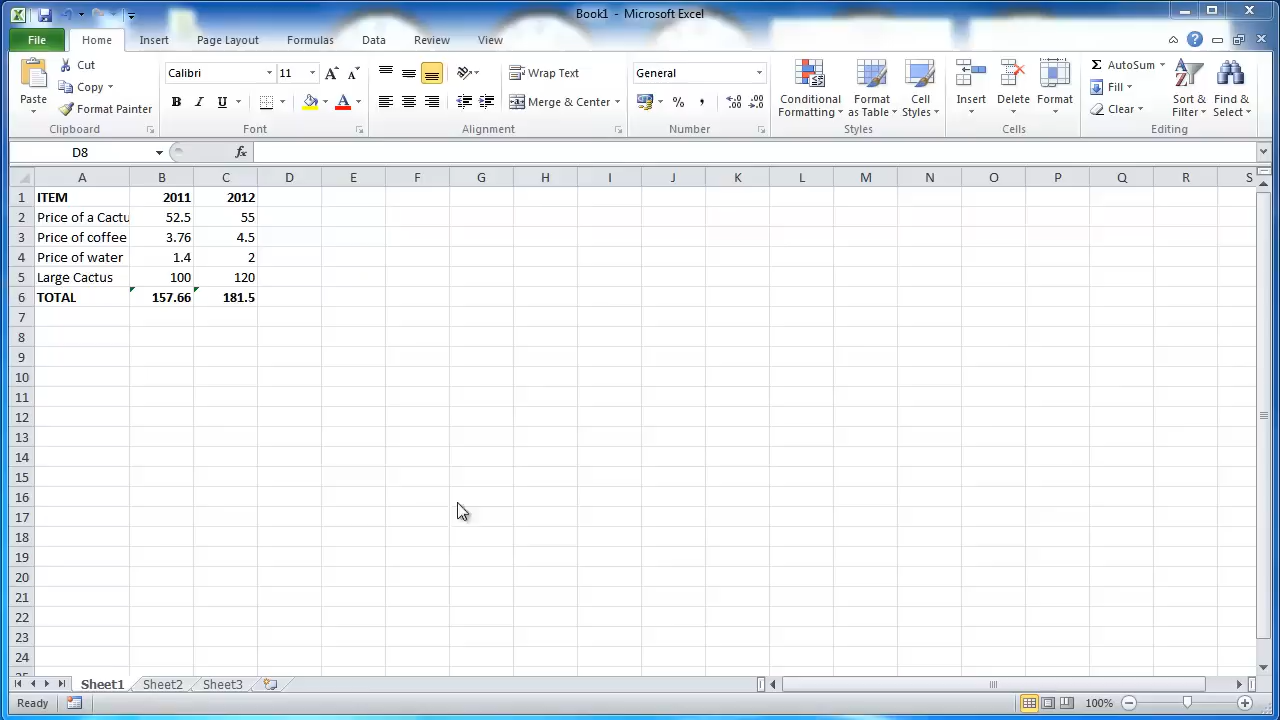 Book1 - Microsoft Excel
File Home Insert Page Layout Formulas Data Review View
Paste Cut Copy Format Painter Clipboard
Calibri 11 B I U Font
Wrap Text Merge & Center Alignment
General % , Number
Conditional Formatting Format as Table Cell Styles Styles
Insert Delete Format Cells
Σ AutoSum Fill Clear Sort & Filter Find & Select Editing
D8 fx
A B C D E F G H I J K L M N O P Q R S
1 ITEM 2011 2012
2 Price of a Cactu 52.5 55
3 Price of coffee 3.76 4.5
4 Price of water 1.4 2
5 Large Cactus 100 120
6 TOTAL 157.66 181.5
7
8
9
10
11
12
13
14
15
16
17
18
19
20
21
22
23
24
Sheet1 Sheet2 Sheet3
Ready 100%